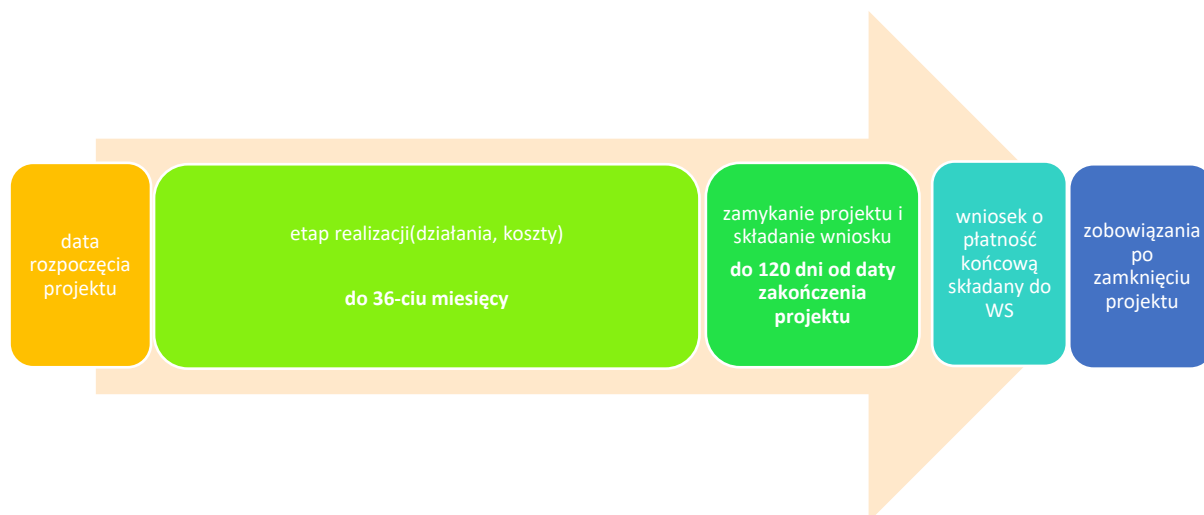 data
rozpoczęcia
projektu
etap realizacji(działania, koszty)
do 36-ciu miesięcy
zamykanie projektu i
składanie wniosku
do 120 dni od daty
zakończenia
projektu
wniosek o
płatność
końcową
składany do
WS
zobowiązania
po
zamknięciu
projektu